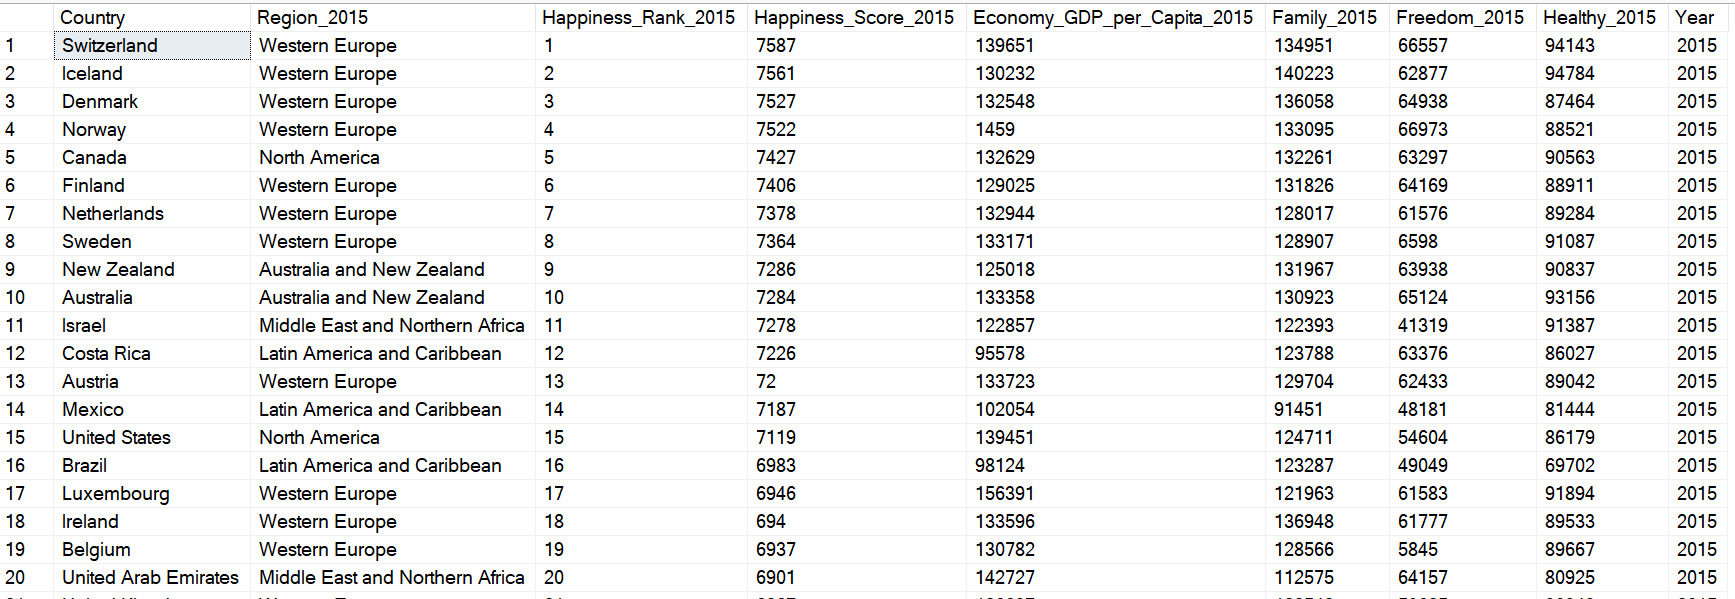 Country Region_2015 Happiness_Rank_2015 Happiness_Score_2015 Economy_GDP_per_Capita_2015 Family_2015 Freedom_2015 Healthy_2015 Year
1 Switzerland Western Europe 1 7587 139651 134951 66557 94143 2015
2 Iceland Western Europe 2 7561 130232 140223 62877 94784 2015
3 Denmark Western Europe 3 7527 132548 136058 64938 87464 2015
4 Norway Western Europe 4 7522 1459 133095 66973 88521 2015
5 Canada North America 5 7427 132629 132261 63297 90563 2015
6 Finland Western Europe 6 7406 129025 131826 64169 88911 2015
7 Netherlands Western Europe 7 7378 132944 128017 61576 89284 2015
8 Sweden Western Europe 8 7364 133171 128907 6598 91087 2015
9 New Zealand Australia and New Zealand 9 7286 125018 131967 63938 90837 2015
10 Australia Australia and New Zealand 10 7284 133358 130923 65124 93156 2015
11 Israel Middle East and Northern Africa 11 7278 122857 122393 41319 91387 2015
12 Costa Rica Latin America and Caribbean 12 7226 95578 123788 63376 86027 2015
13 Austria Western Europe 13 72 133723 129704 62433 89042 2015
14 Mexico Latin America and Caribbean 14 7187 102054 91451 48181 81444 2015
15 United States North America 15 7119 139451 124711 54604 86179 2015
16 Brazil Latin America and Caribbean 16 6983 98124 123287 49049 69702 2015
17 Luxembourg Western Europe 17 6946 156391 121963 61583 91894 2015
18 Ireland Western Europe 18 694 133596 136948 61777 89533 2015
19 Belgium Western Europe 19 6937 130782 128566 5845 89667 2015
20 United Arab Emirates Middle East and Northern Africa 20 6901 142727 112575 64157 80925 2015